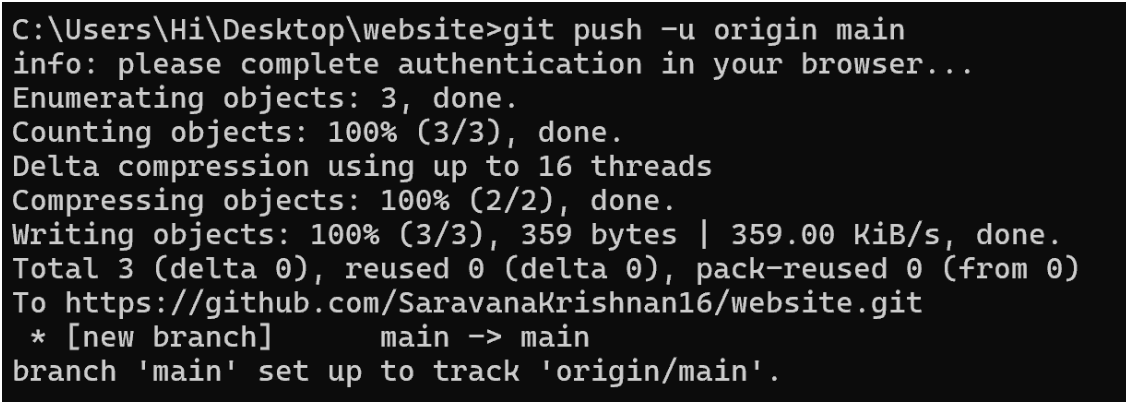 C:\Users\Hi\Desktop\website>git push -u origin main
info: please complete authentication in your browser...
Enumerating objects: 3, done.
Counting objects: 100% (3/3), done.
Delta compression using up to 16 threads
Compressing objects: 100% (2/2), done.
Writing objects: 100% (3/3), 359 bytes | 359.00 KiB/s, done.
Total 3 (delta 0), reused 0 (delta 0), pack-reused 0 (from 0)
To https://github.com/SaravanaKrishnan16/website.git
 * [new branch]      main -> main
branch 'main' set up to track 'origin/main'.